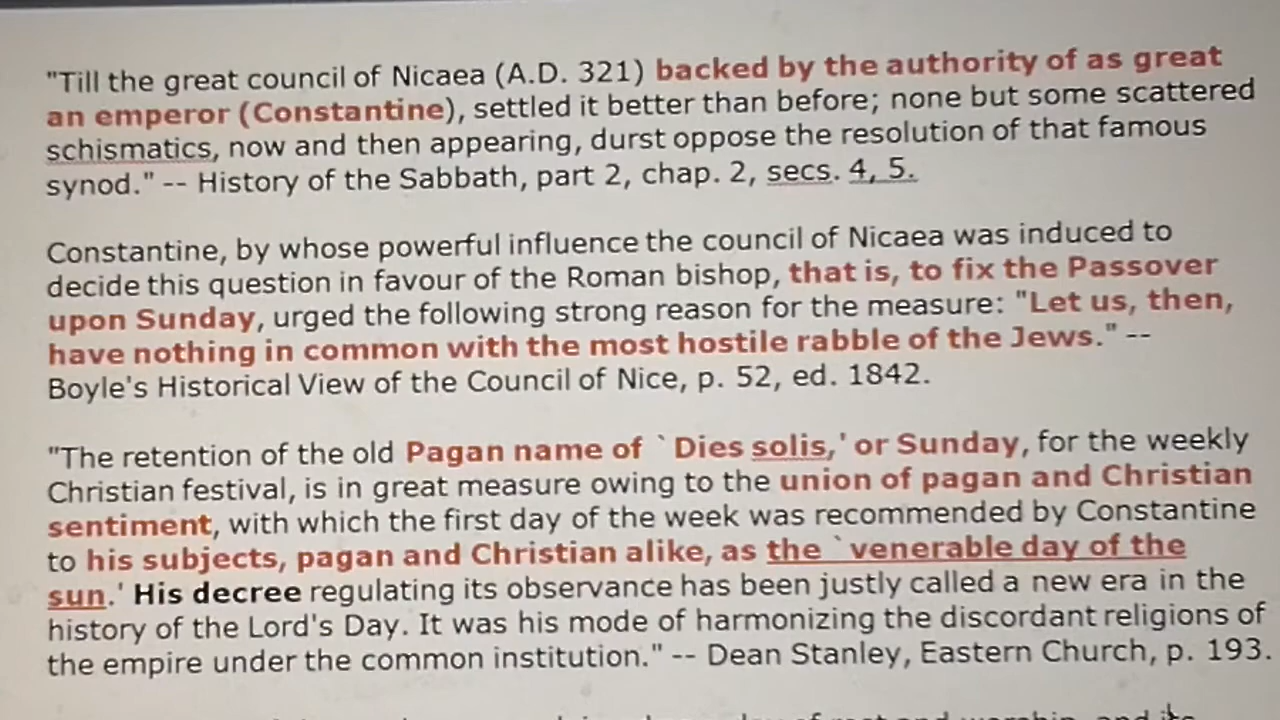 "Till the great council of Nicaea (A.D. 321) backed by the authority of as great
an emperor (Constantine), settled it better than before; none but some scattered
schismatics, now and then appearing, durst oppose the resolution of that famous
synod." -- History of the Sabbath, part 2, chap. 2, secs. 4, 5.
Constantine, by whose powerful influence the council of Nicaea was induced to
decide this question in favour of the Roman bishop, that is, to fix the Passover
upon Sunday, urged the following strong reason for the measure: "Let us, then,
have nothing in common with the most hostile rabble of the Jews." --
Boyle's Historical View of the Council of Nice, p. 52, ed. 1842.
"The retention of the old Pagan name of `Dies solis,' or Sunday, for the weekly
Christian festival, is in great measure owing to the union of pagan and Christian
sentiment, with which the first day of the week was recommended by Constantine
to his subjects, pagan and Christian alike, as the `venerable day of the
sun.' His decree regulating its observance has been justly called a new era in the
history of the Lord's Day. It was his mode of harmonizing the discordant religions of
the empire under the common institution." -- Dean Stanley, Eastern Church, p. 193.